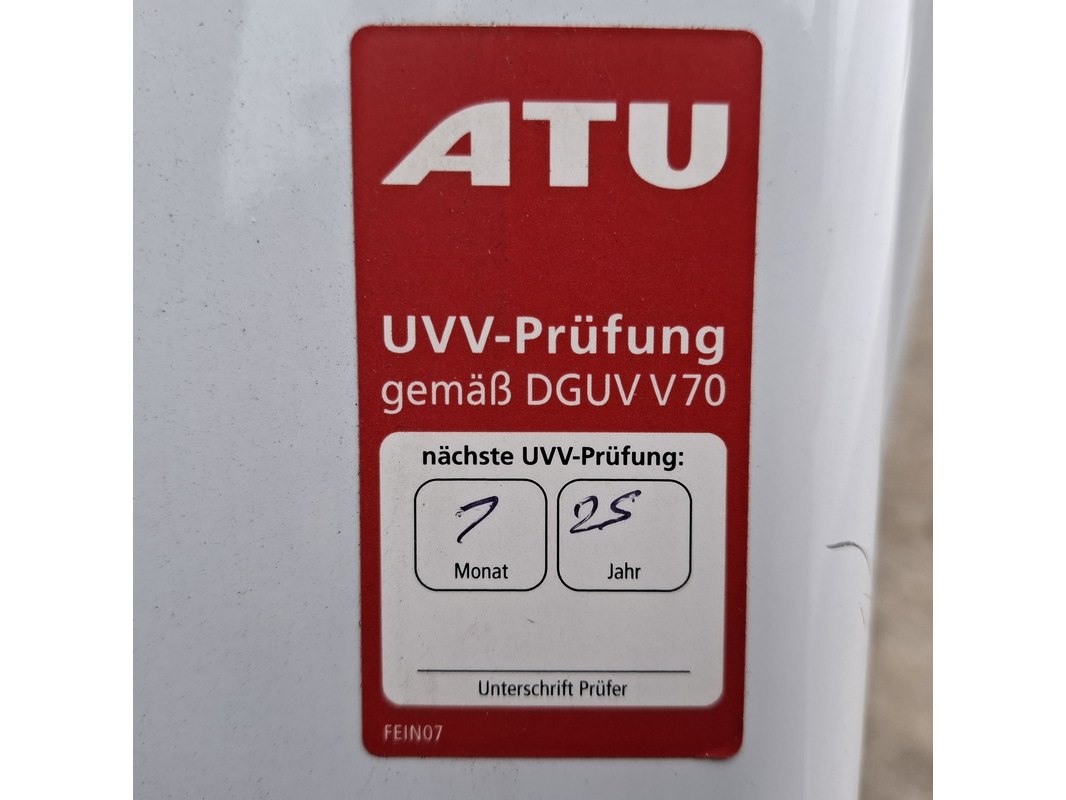 ATU
UVV-Prüfung
gemäß DGUV V70
nächste UVV-Prüfung:
7 25
Monat Jahr
Unterschrift Prüfer
FEIN07